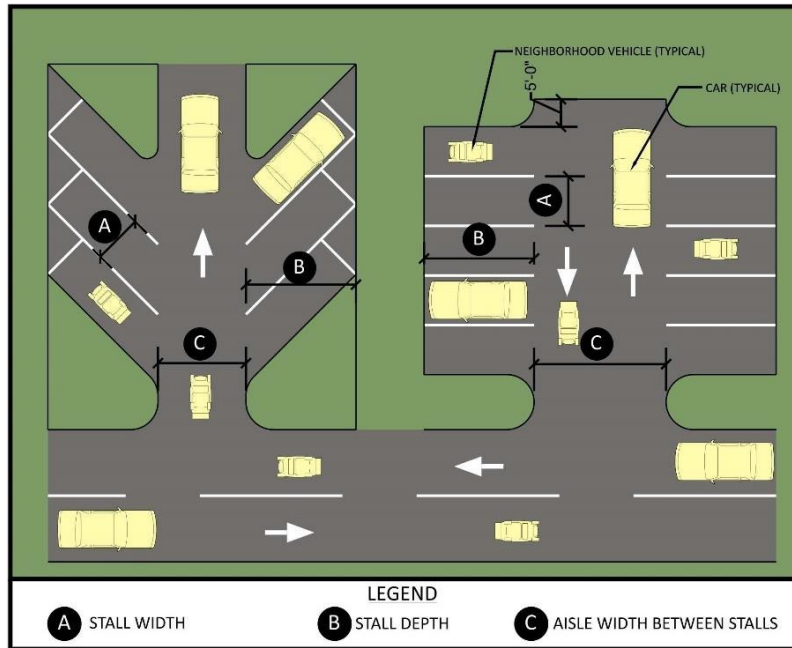 NEIGHBORHOOD VEHICLE (TYPICAL)
5'-0"
CAR (TYPICAL)
A
B
C
A
B
C
LEGEND
A STALL WIDTH
B STALL DEPTH
C AISLE WIDTH BETWEEN STALLS